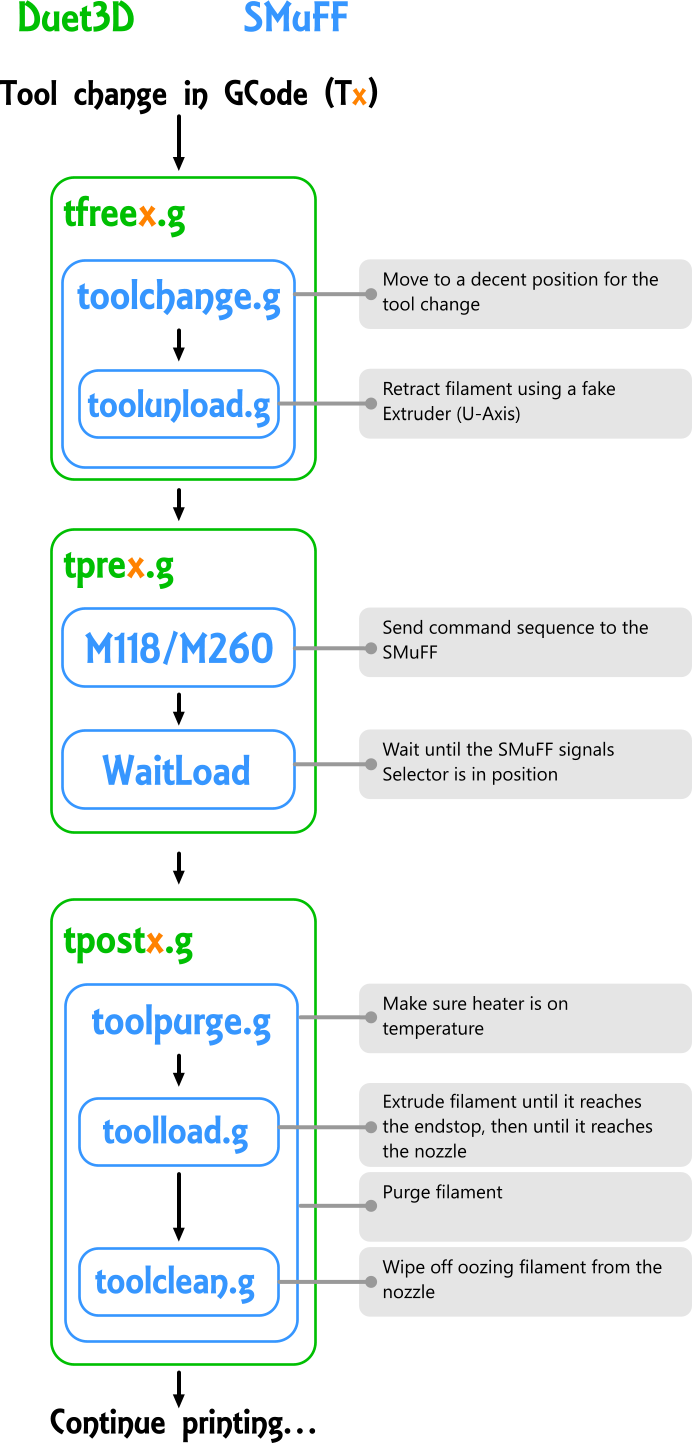 Duet3D SMuFF
Tool change in GCode (Tx)
tfreex.g
toolchange.g
Move to a decent position for the
tool change
toolunload.g
Retract filament using a fake
Extruder (U-Axis)
tprex.g
M118/M260
Send command sequence to the
SMuFF
WaitLoad
Wait until the SMuFF signals
Selector is in position
tpostx.g
toolpurge.g
Make sure heater is on
temperature
toolload.g
Extrude filament until it reaches
the endstop, then until it reaches
the nozzle
Purge filament
toolclean.g
Wipe off oozing filament from the
nozzle
Continue printing...